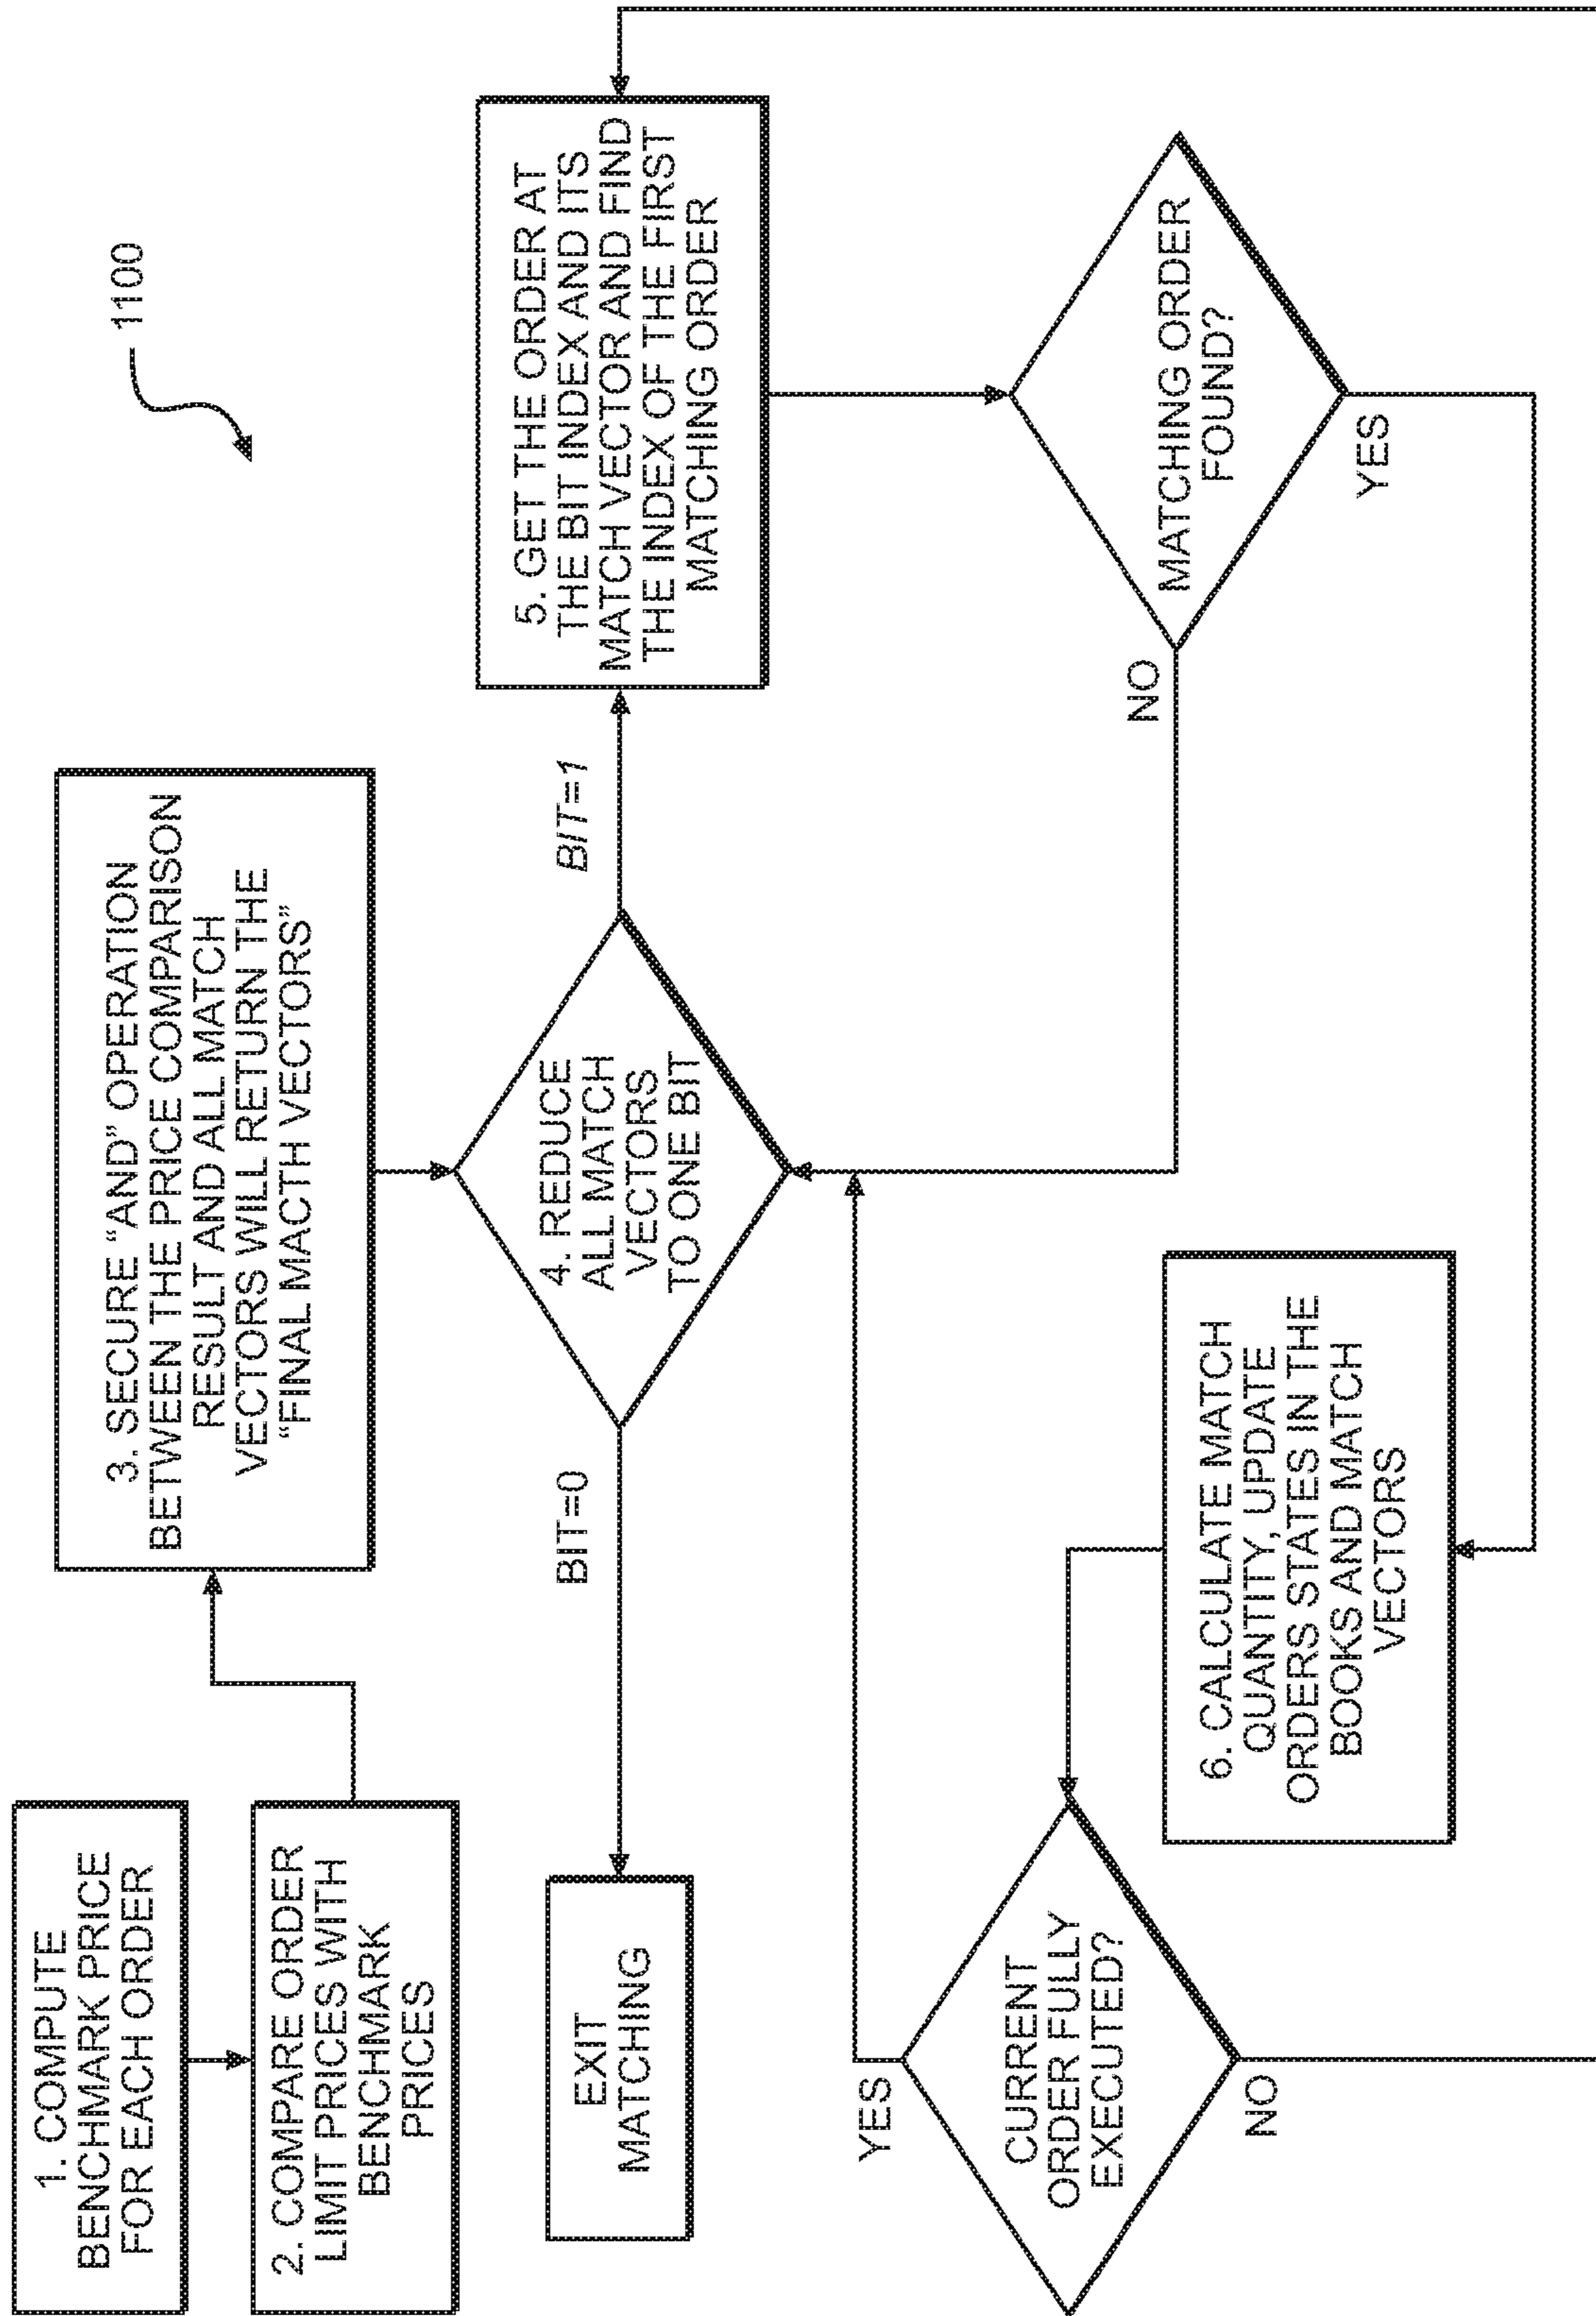 1100
1. COMPUTE
BENCHMARK PRICE
FOR EACH ORDER
2. COMPARE ORDER
LIMIT PRICES WITH
BENCHMARK
PRICES
3. SECURE “AND” OPERATION
BETWEEN THE PRICE COMPARISON
RESULT AND ALL MATCH
VECTORS WILL RETURN THE
“FINAL MACTH VECTORS”
4. REDUCE
ALL MATCH
VECTORS
TO ONE BIT
BIT=0
BIT=1
EXIT
MATCHING
5. GET THE ORDER AT
THE BIT INDEX AND ITS
MATCH VECTOR AND FIND
THE INDEX OF THE FIRST
MATCHING ORDER
MATCHING ORDER
FOUND?
NO
YES
6. CALCULATE MATCH
QUANTITY, UPDATE
ORDERS STATES IN THE
BOOKS AND MATCH
VECTORS
CURRENT
ORDER FULLY
EXECUTED?
YES
NO